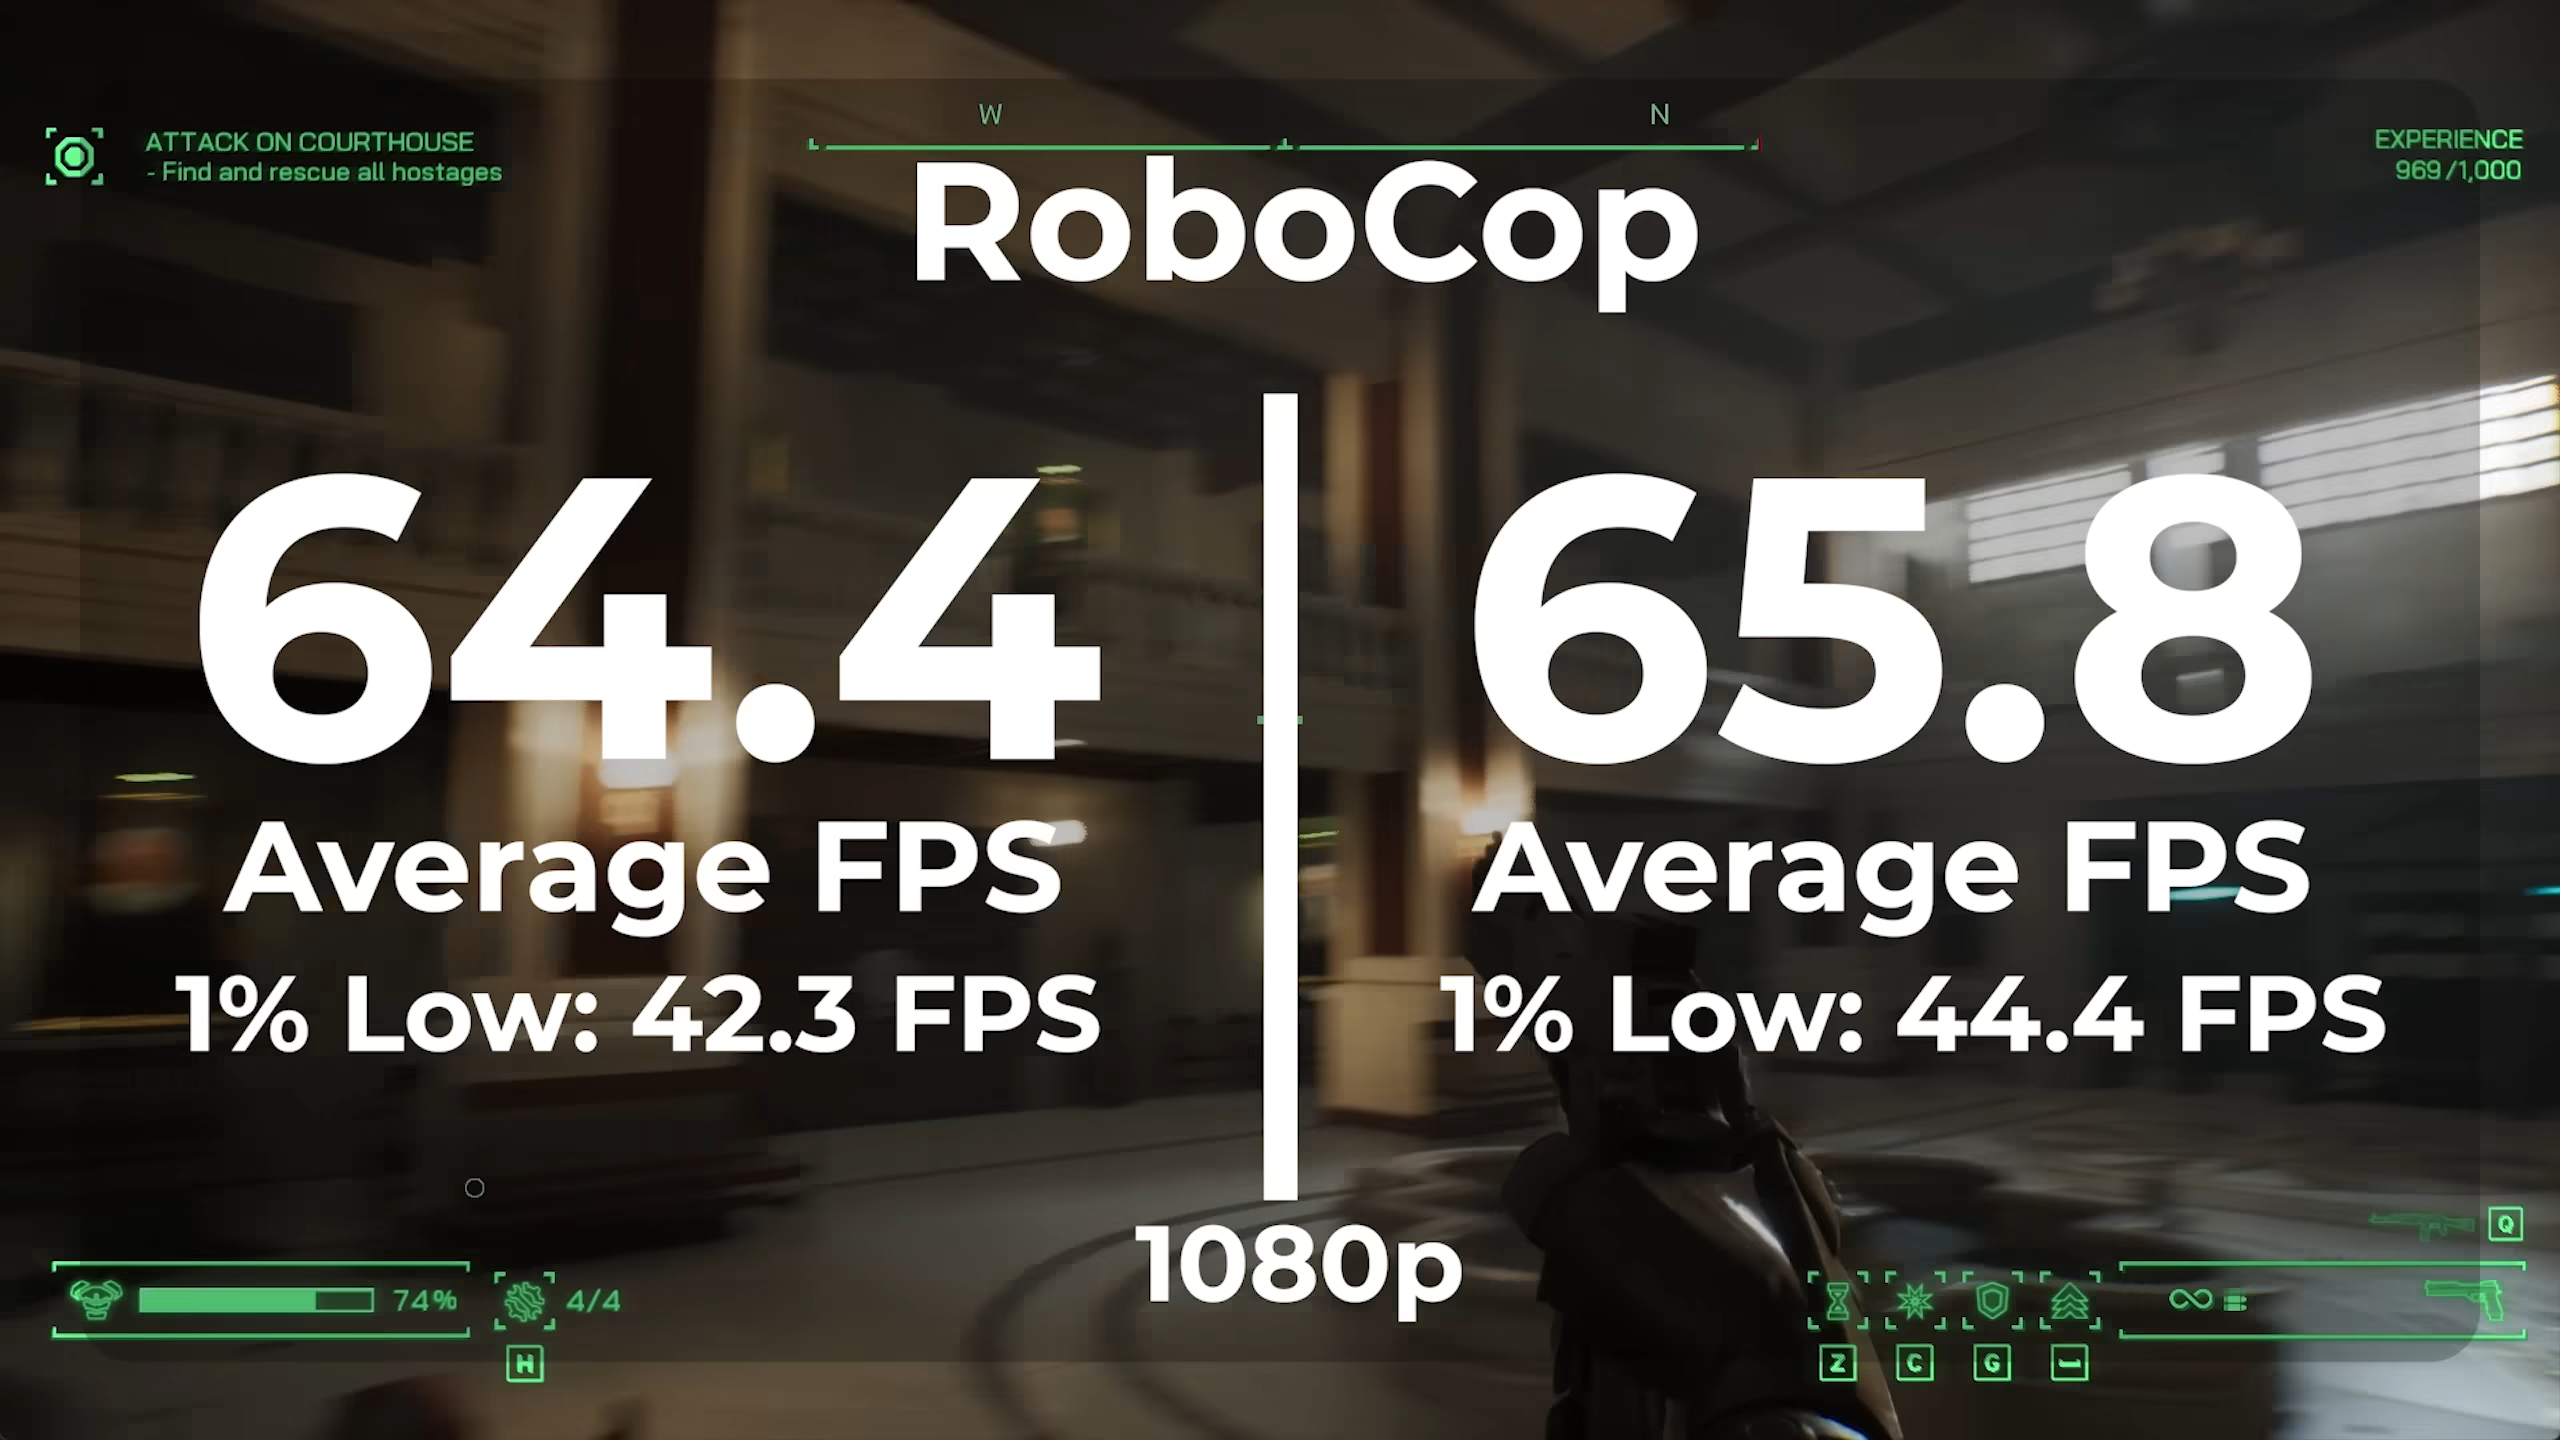 W N
ATTACK ON COURTHOUSE
- Find and rescue all hostages
EXPERIENCE
969/1,000
RoboCop
64.4
Average FPS
1% Low: 42.3 FPS
65.8
Average FPS
1% Low: 44.4 FPS
1080p
74%
4/4
H
Q
Z C G